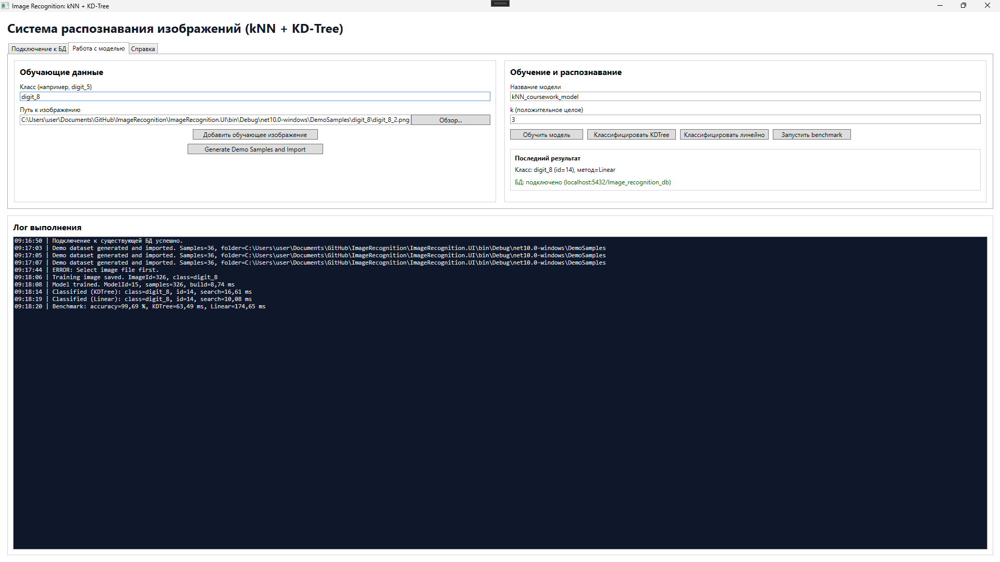 Image Recognition: kNN + KD-Tree
Система распознавания изображений (kNN + KD-Tree)
Подключение к БД
Работа с моделью
Справка
Обучающие данные
Класс (например, digit_5)
digit_8
Путь к изображению
C:\Users\user\Documents\GitHub\ImageRecognition\ImageRecognition.UI\bin\Debug\net10.0-windows\DemoSamples\digit_8\digit_8_2.png
Обзор...
Добавить обучающее изображение
Generate Demo Samples and Import
Обучение и распознавание
Название модели
kNN_coursework_model
k (положительное целое)
3
Обучить модель
Классифицировать KDTree
Классифицировать линейно
Запустить benchmark
Последний результат
Класс: digit_8 (id=14), метод=Linear
БД: подключено (localhost:5432/Image_recognition_db)
Лог выполнения
09:16:50 | Подключение к существующей БД успешно.
09:17:03 | Demo dataset generated and imported. Samples=36, folder=C:\Users\user\Documents\GitHub\ImageRecognition\ImageRecognition.UI\bin\Debug\net10.0-windows\DemoSamples
09:17:05 | Demo dataset generated and imported. Samples=36, folder=C:\Users\user\Documents\GitHub\ImageRecognition\ImageRecognition.UI\bin\Debug\net10.0-windows\DemoSamples
09:17:07 | Demo dataset generated and imported. Samples=36, folder=C:\Users\user\Documents\GitHub\ImageRecognition\ImageRecognition.UI\bin\Debug\net10.0-windows\DemoSamples
09:17:44 | ERROR: Select image file first.
09:18:06 | Training image saved. ImageId=326, class=digit_8
09:18:08 | Model trained. ModelId=15, samples=326, build=8,74 ms
09:18:14 | Classified (KDTree): class=digit_8, id=14, search=16,61 ms
09:18:19 | Classified (Linear): class=digit_8, id=14, search=10,08 ms
09:18:20 | Benchmark: accuracy=99,69 %, KDTree=63,49 ms, Linear=174,65 ms